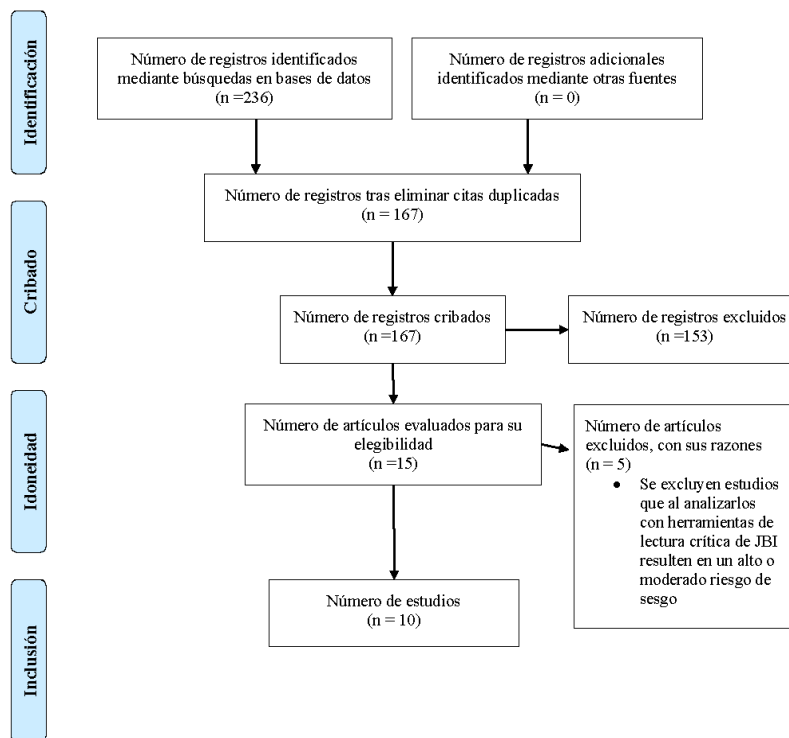 Identificación
Número de registros identificados
mediante búsquedas en bases de datos
(n =236)
Número de registros adicionales
identificados mediante otras fuentes
(n = 0)
Número de registros tras eliminar citas duplicadas
(n = 167)
Cribado
Número de registros cribados
(n =167)
Número de registros excluidos
(n =153)
Idoneidad
Número de artículos evaluados para su
elegibilidad
(n =15)
Número de artículos
excluidos, con sus razones
(n = 5)
● Se excluyen estudios
que al analizarlos
con herramientas de
lectura crítica de JBI
resulten en un alto o
moderado riesgo de
sesgo
Inclusión
Número de estudios
(n = 10)